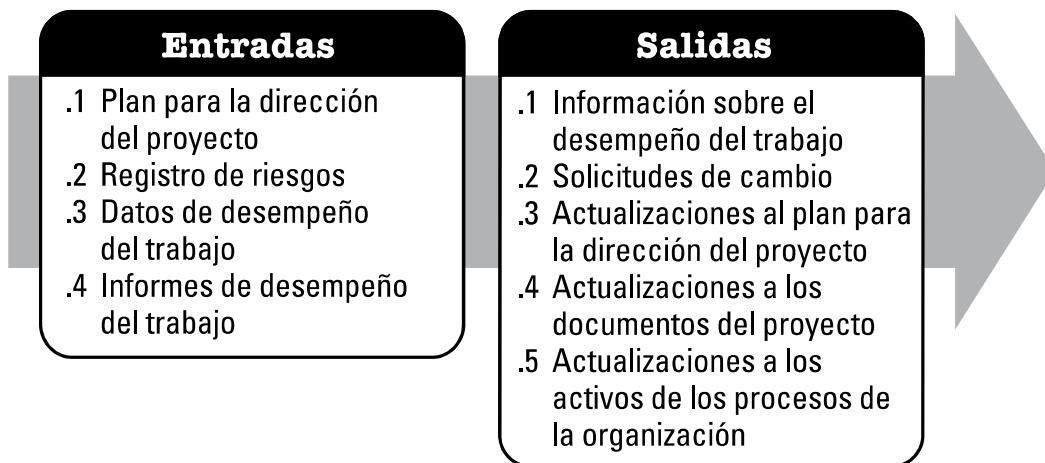 Entradas
.1 Plan para la dirección
del proyecto
.2 Registro de riesgos
.3 Datos de desempeño
del trabajo
.4 Informes de desempeño
del trabajo
Salidas
.1 Información sobre el
desempeño del trabajo
.2 Solicitudes de cambio
.3 Actualizaciones al plan para
la dirección del proyecto
.4 Actualizaciones a los
documentos del proyecto
.5 Actualizaciones a los
activos de los procesos de
la organización